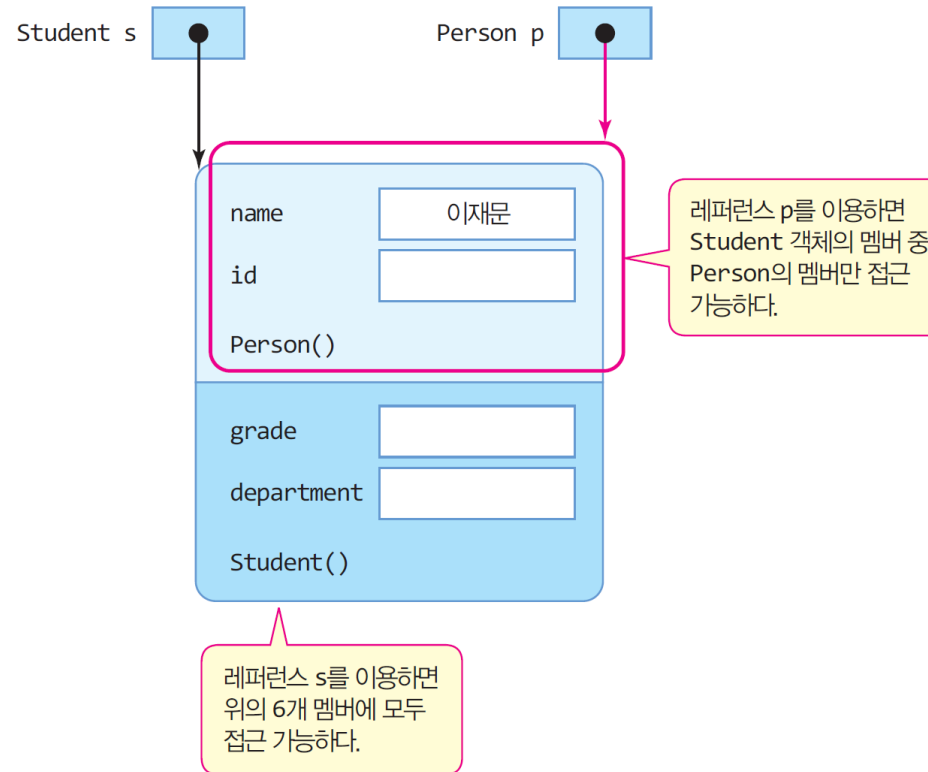 Student s
Person p
name
이재문
id
Person()
레퍼런스 p를 이용하면
Student 객체의 멤버 중
Person의 멤버만 접근
가능하다.
grade
department
Student()
레퍼런스 s를 이용하면
위의 6개 멤버에 모두
접근 가능하다.